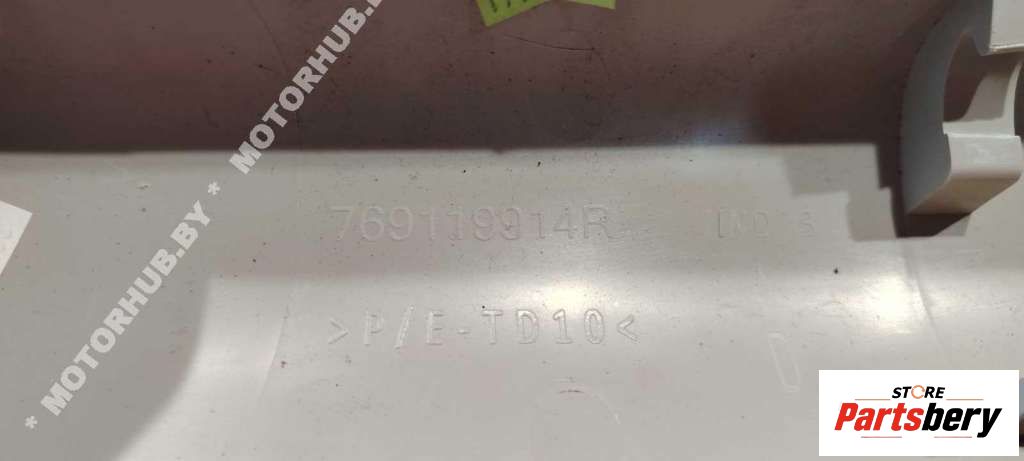 * MOTORHUB.BY * MOTORHUB.BY
769119914R
>P/E-TD10<
STORE
Partsbery